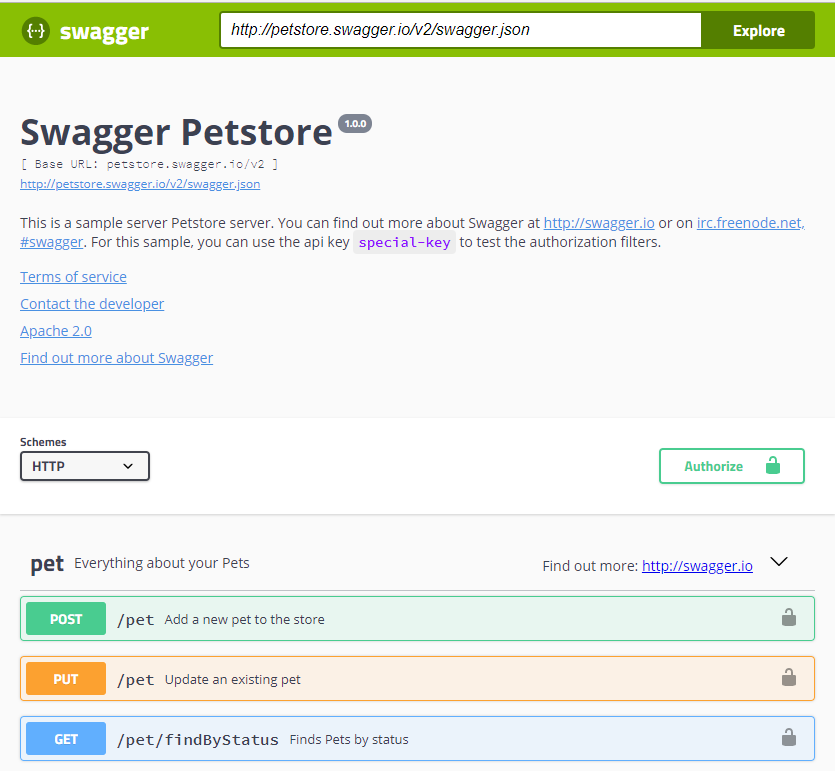 {··} swagger http://petstore.swagger.io/v2/swagger.json Explore
Swagger Petstore 1.0.0
[ Base URL: petstore.swagger.io/v2 ]
http://petstore.swagger.io/v2/swagger.json
This is a sample server Petstore server. You can find out more about Swagger at http://swagger.io or on irc.freenode.net,
#swagger. For this sample, you can use the api key special-key to test the authorization filters.
Terms of service
Contact the developer
Apache 2.0
Find out more about Swagger
Schemes
HTTP
Authorize
pet Everything about your Pets Find out more: http://swagger.io
POST /pet Add a new pet to the store
PUT /pet Update an existing pet
GET /pet/findByStatus Finds Pets by status